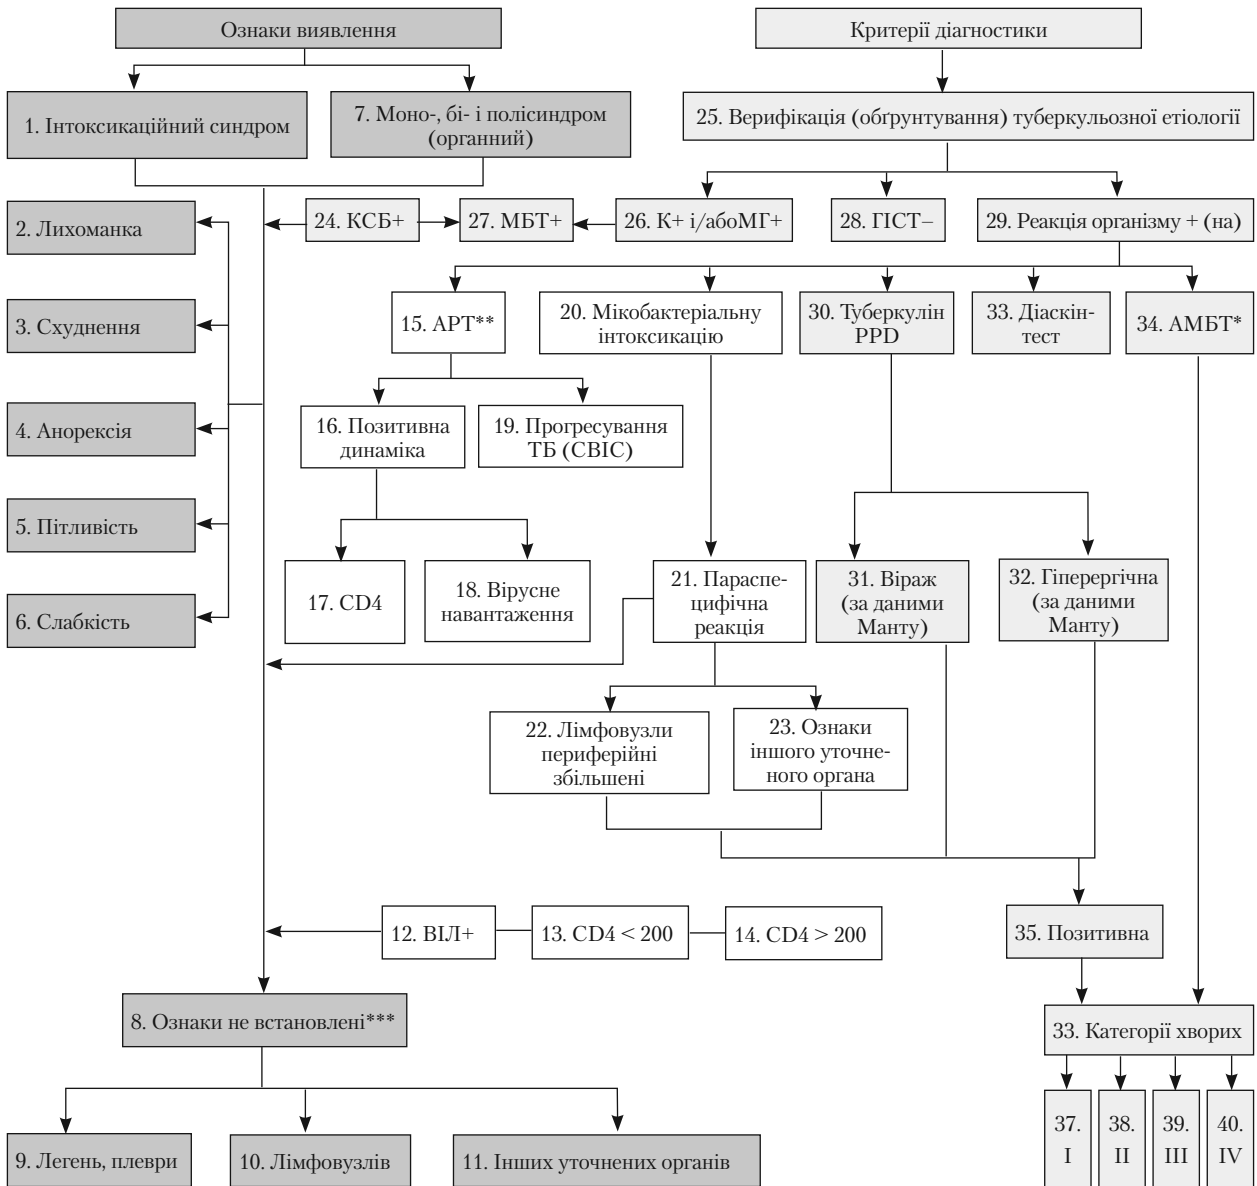 Ознаки виявлення
Критерії діагностики
1. Інтоксикаційний синдром
7. Моно-, бі- і полісиндром
(органний)
25. Верифікація (обґрунтування) туберкульозної етіології
2. Лихоманка
24. КСБ+
27. МБТ+
26. К+ і/абоМГ+
28. ГІСТ–
29. Реакція організму + (на)
3. Схуднення
15. АРТ**
20. Мікобактеріальну
інтоксикацію
30. Туберкулін
PPD
33. Діаскін-
тест
34. АМБТ*
4. Анорексія
16. Позитивна
динаміка
19. Прогресування
ТБ (СВІС)
5. Пітливість
6. Слабкість
17. CD4
18. Вірусне
навантаження
21. Параспе-
цифічна
реакція
31. Віраж
(за даними
Манту)
32. Гіперергічна
(за даними
Манту)
22. Лімфовузли
периферійні
збільшені
23. Ознаки
іншого уточне-
ного органа
12. ВІЛ+
13. CD4 < 200
14. CD4 > 200
35. Позитивна
8. Ознаки не встановлені***
33. Категорії хворих
9. Легень, плеври
10. Лімфовузлів
11. Інших уточнених органів
37.
I
38.
II
39.
III
40.
IV